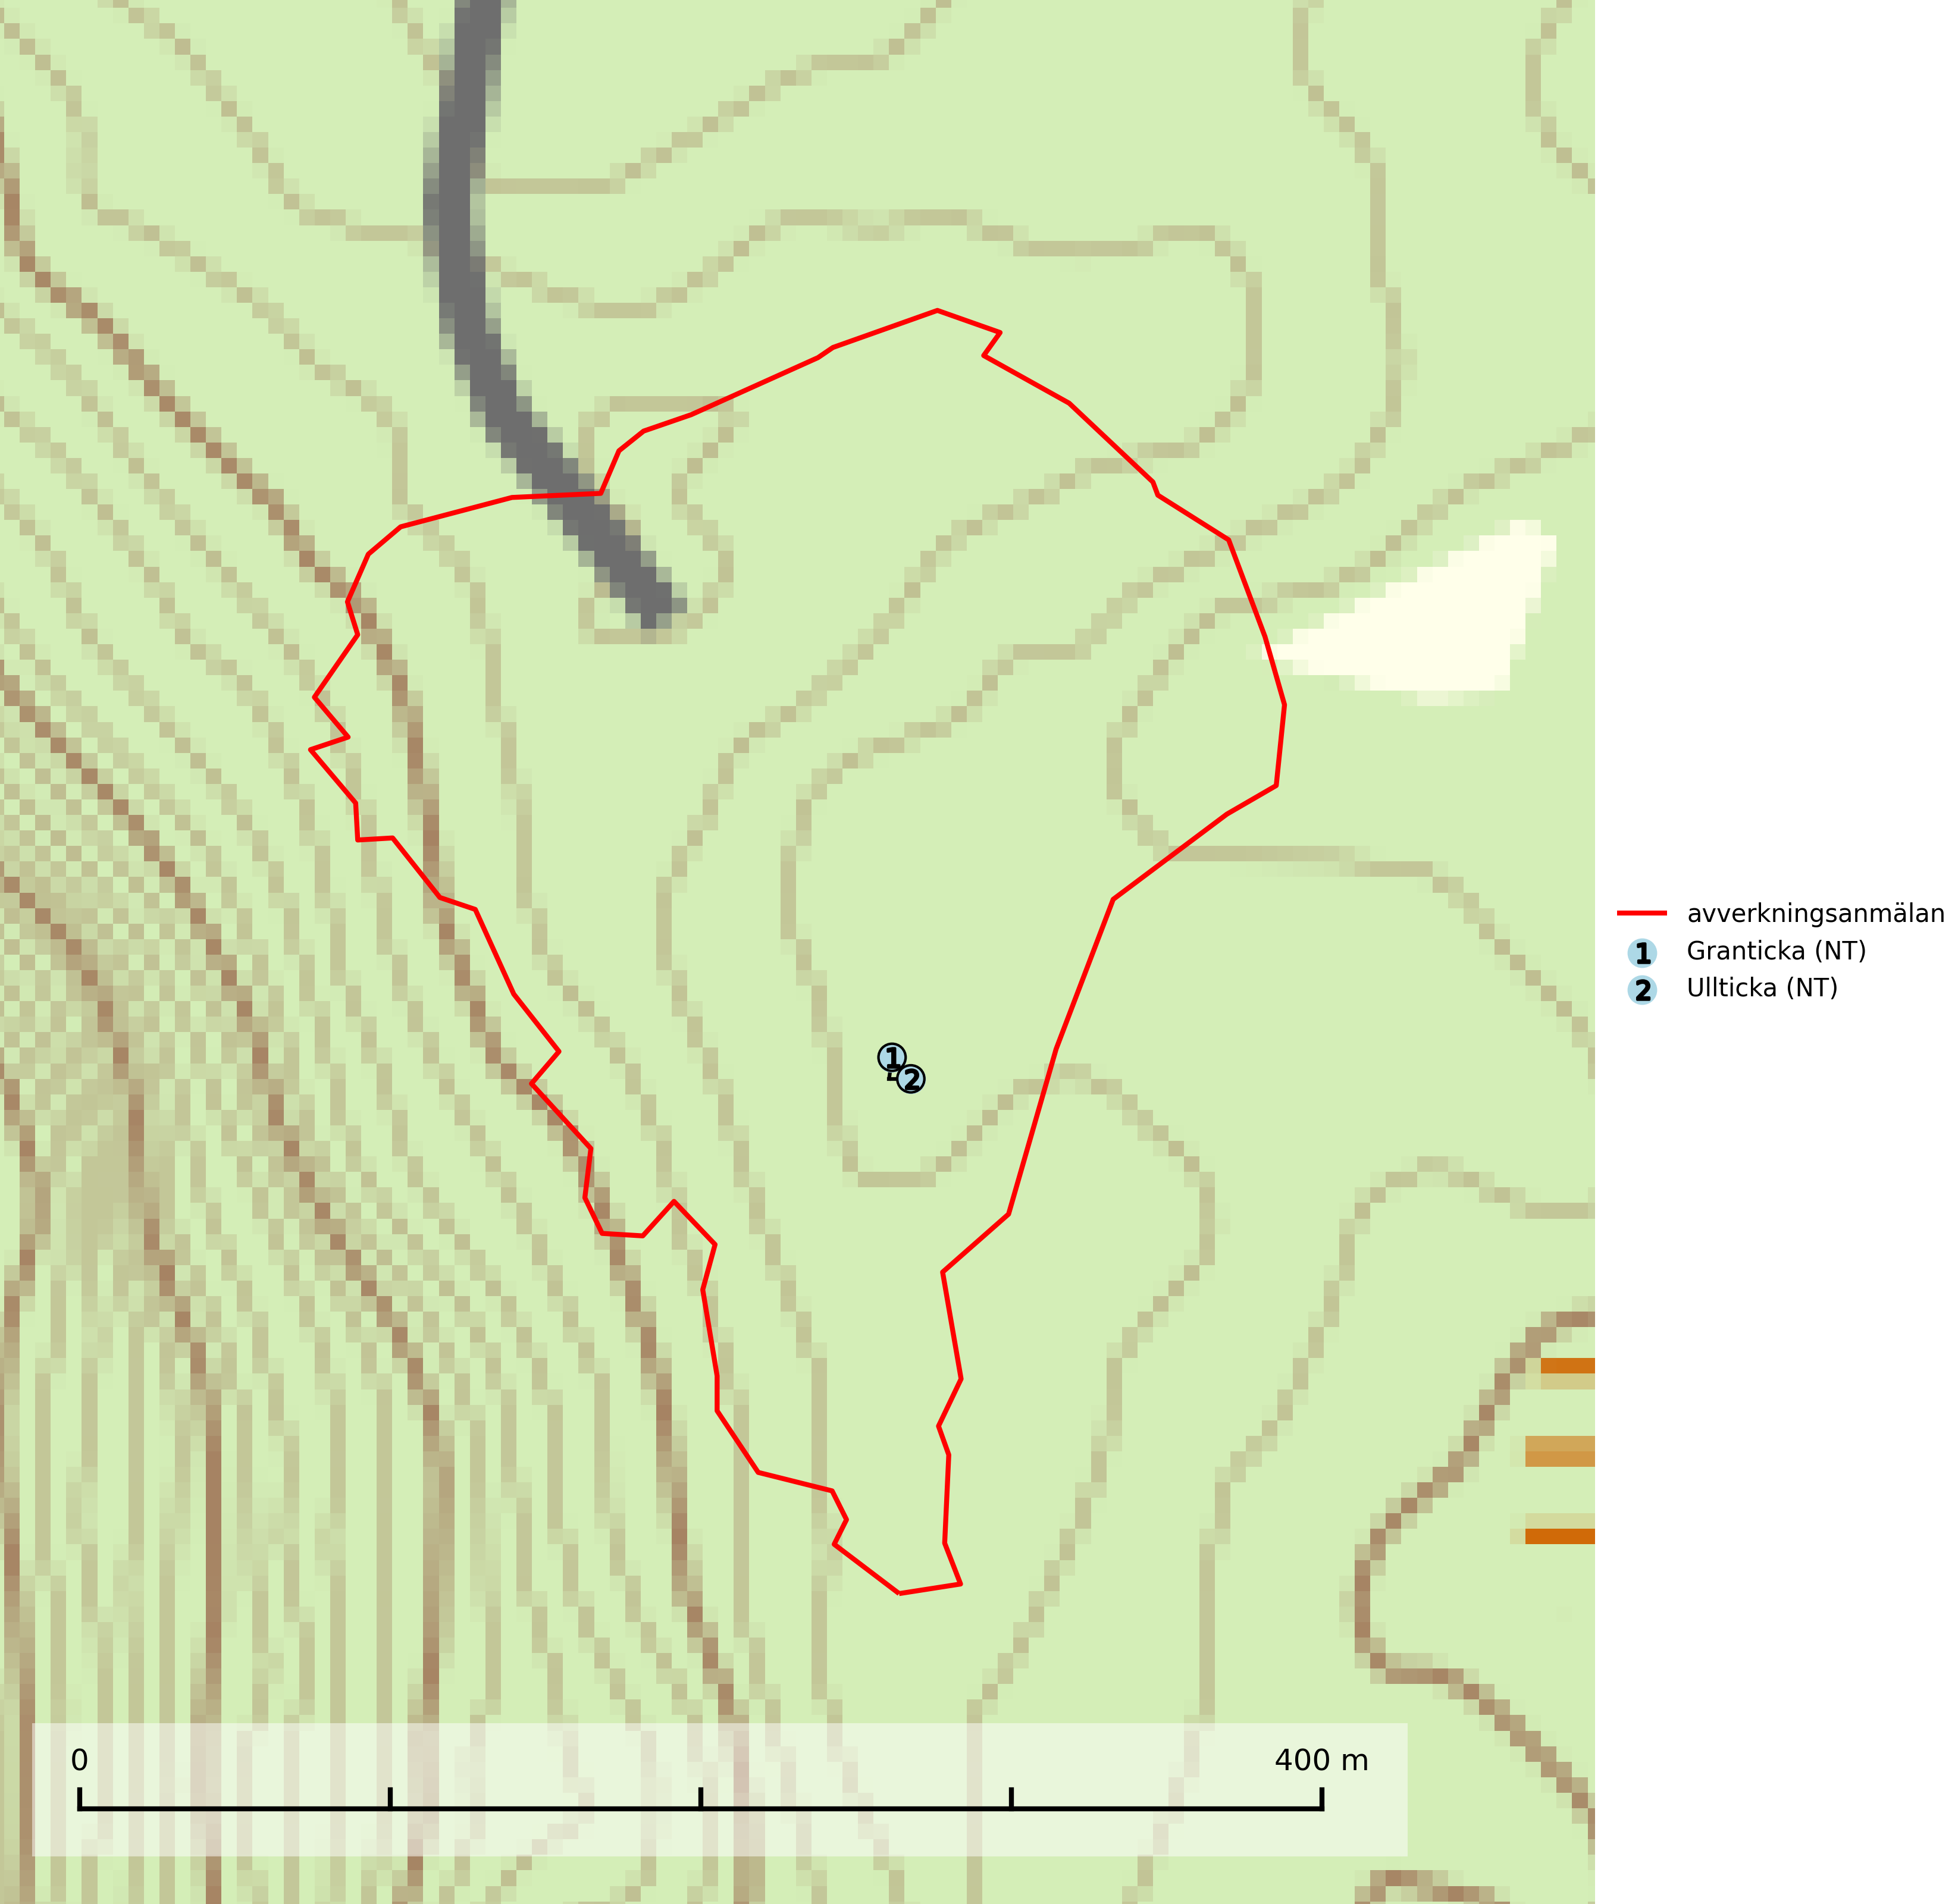 1
2
avverkningsanmälan
1 Granticka (NT)
2 Ullticka (NT)
0 400 m